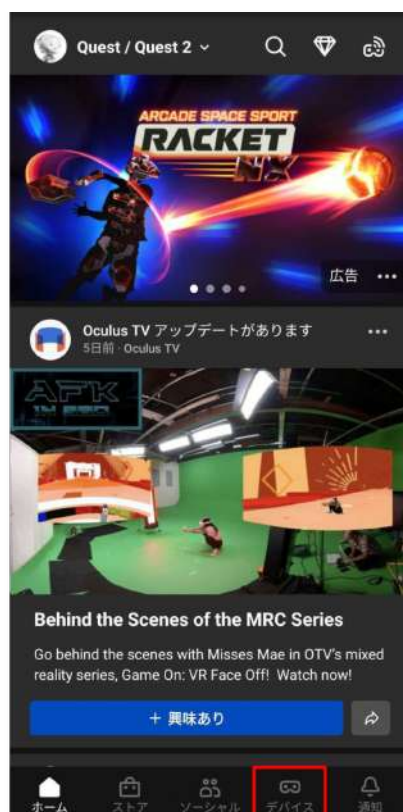 Quest / Quest 2
ARCADE SPACE SPORT
RACKET
NX
広告
Oculus TV アップデートがあります
5日前 · Oculus TV
AFK
Behind the Scenes of the MRC Series
Go behind the scenes with Misses Mae in OTV's mixed
reality series, Game On: VR Face Off! Watch now!
+ 興味あり
ホーム
ストア
ソーシャル
デバイス
通知